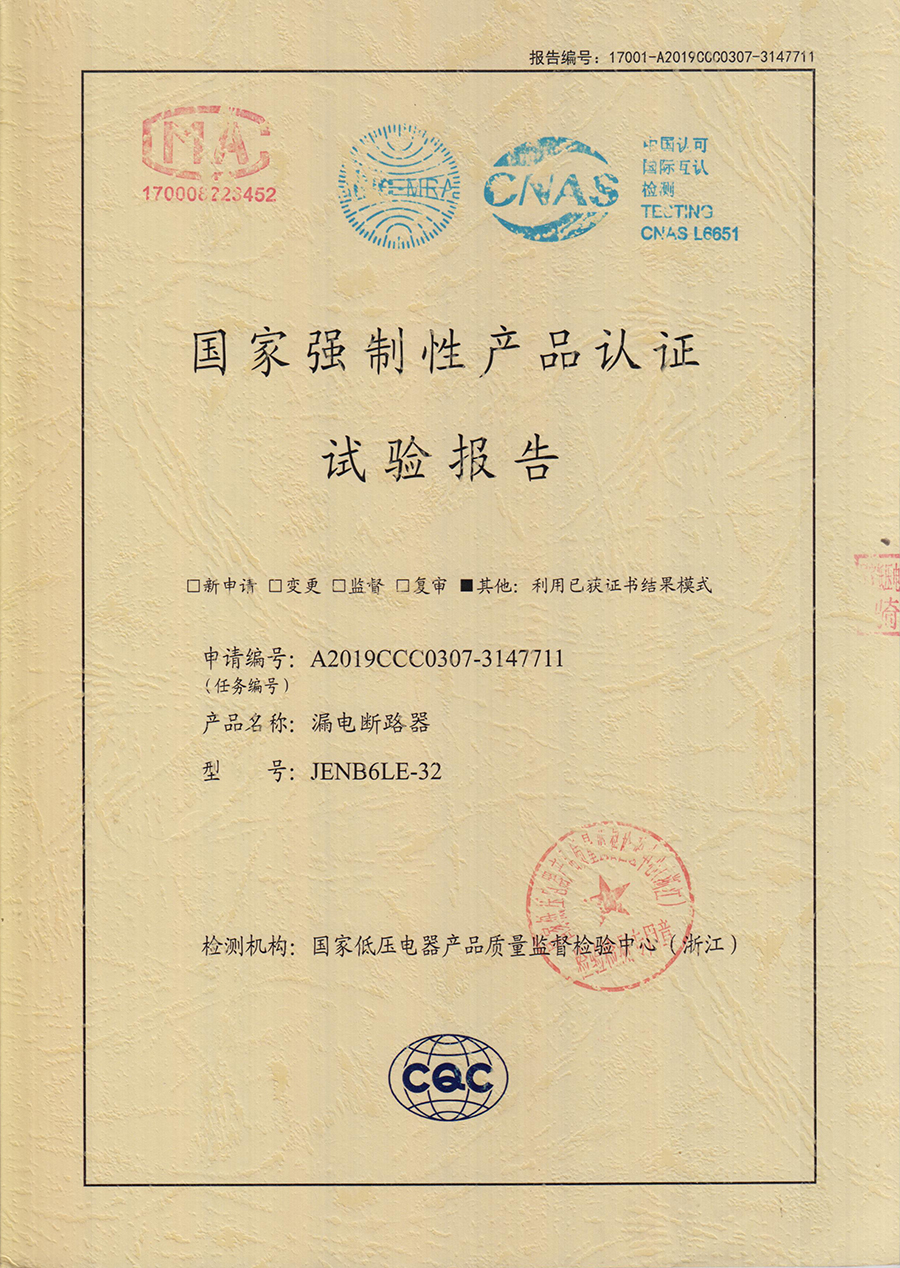 报告编号：17001-A2019CCC0307-3147711
MA
170008223452
-MRA
CNAS
中国认可
国际互认
检测
TESTING
CNAS L6651
国家强制性产品认证
试验报告
□新申请 □变更 □监督 □复审 ■其他：利用已获证书结果模式
申请编号：A2019CCC0307-3147711
（任务编号）
产品名称：漏电断路器
型 号：JENB6LE-32
检测机构：国家低压电器产品质量监督检验中心（浙江）
CQC